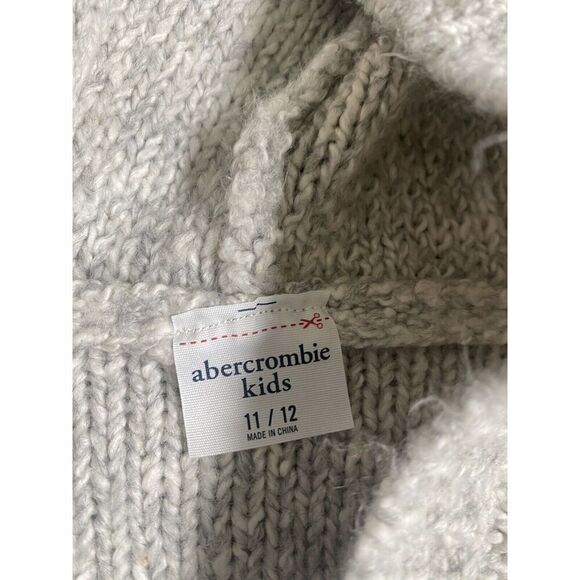 abercrombie
kids
11 / 12
MADE IN CHINA